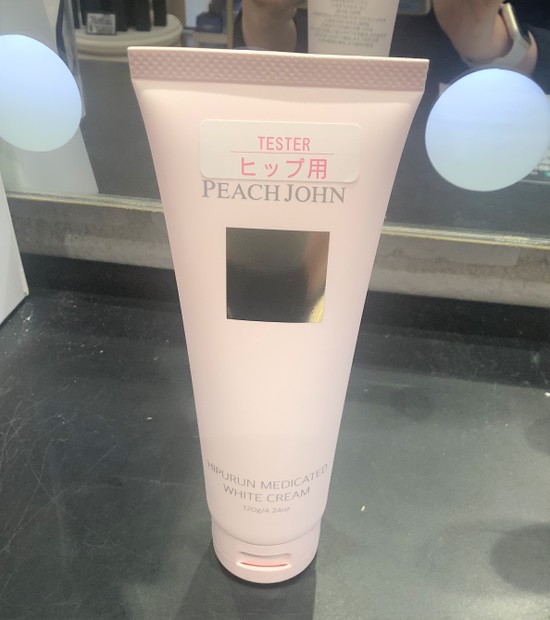 TESTER
ヒップ用
PEACH JOHN
HIPURUN MEDICATED
WHITE CREAM
120g/4.24oz